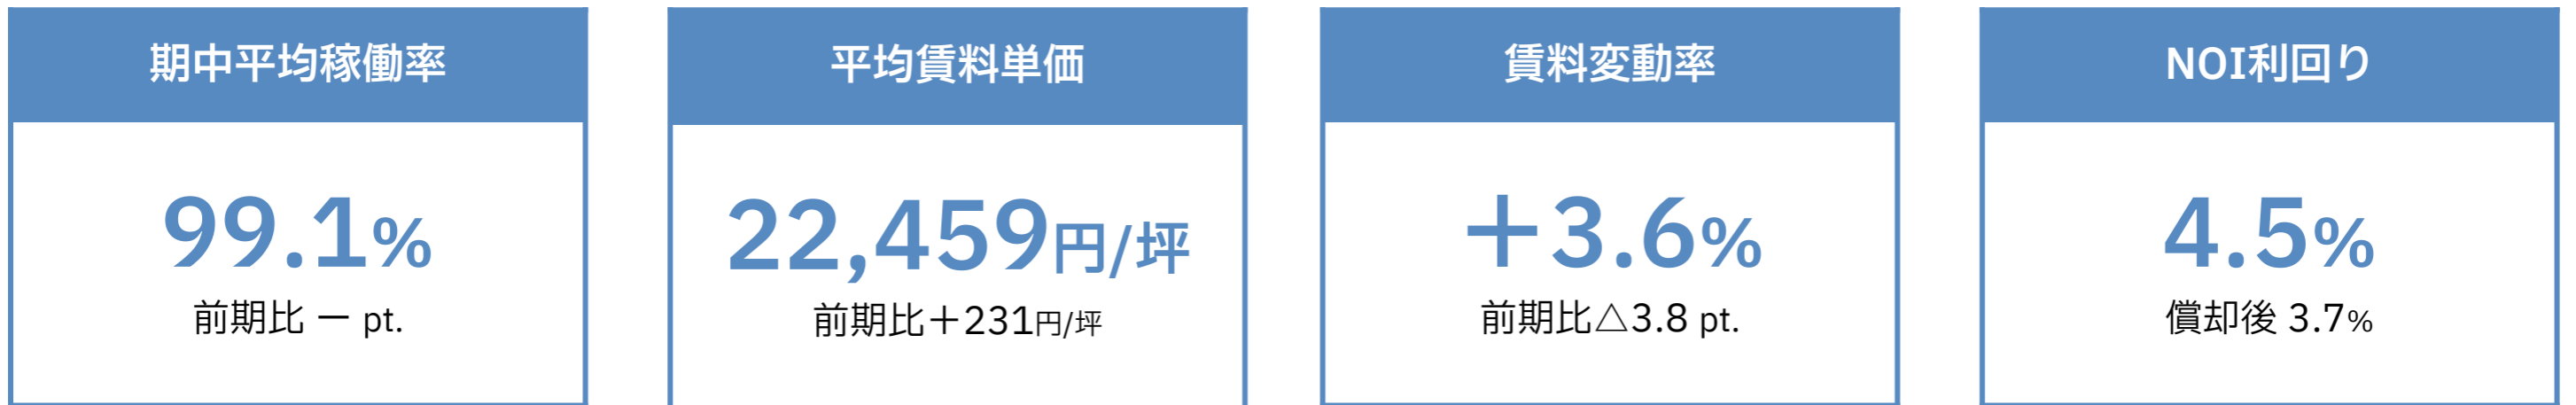 期中平均稼働率
99.1%
前期比 ー pt.
平均賃料単価
22,459円/坪
前期比＋231円/坪
賃料変動率
＋3.6%
前期比△3.8 pt.
NOI利回り
4.5%
償却後 3.7%